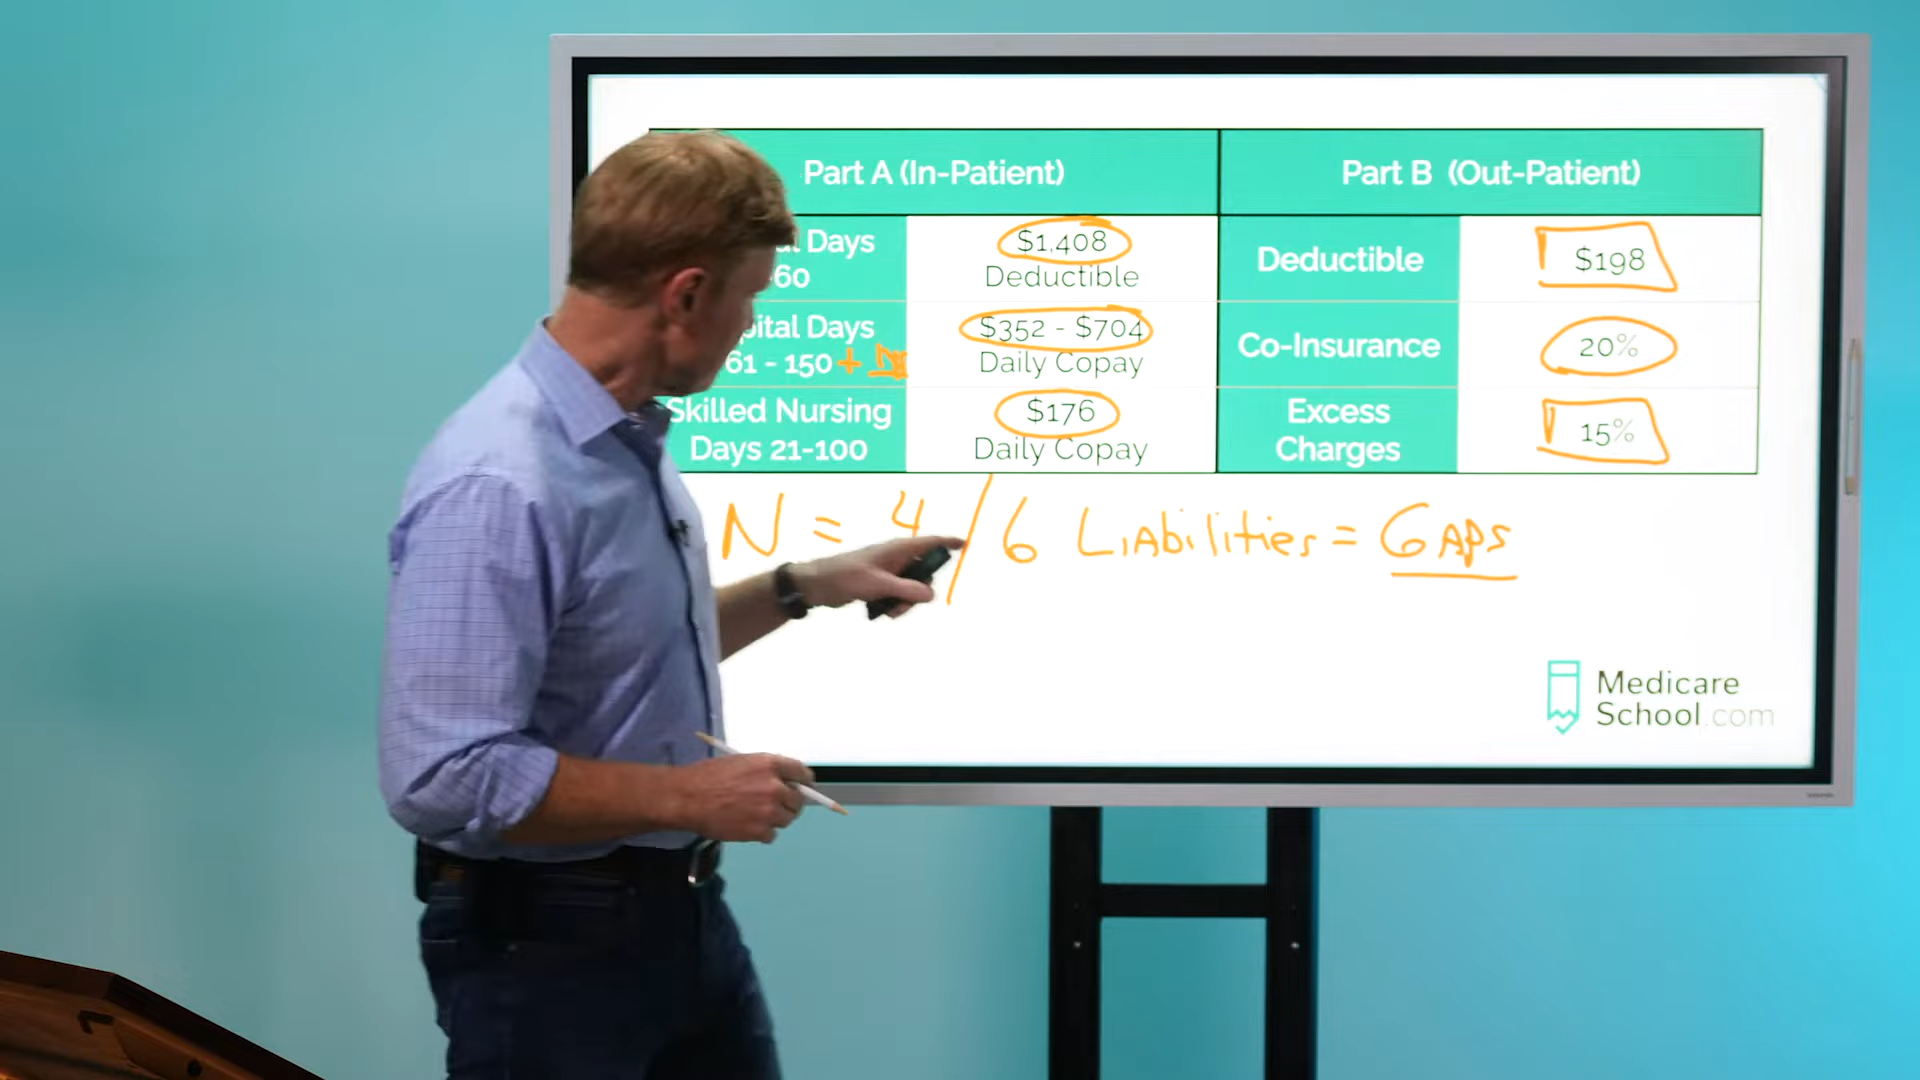 Part A (In-Patient)
Part B (Out-Patient)
Days
60
$1,408
Deductible
Deductible
$198
Days
61 - 150 +
$352 - $704
Daily Copay
Co-Insurance
20%
Skilled Nursing
Days 21-100
$176
Daily Copay
Excess
Charges
15%
N = 4 / 6 Liabilities = Gaps
Medicare
School.com